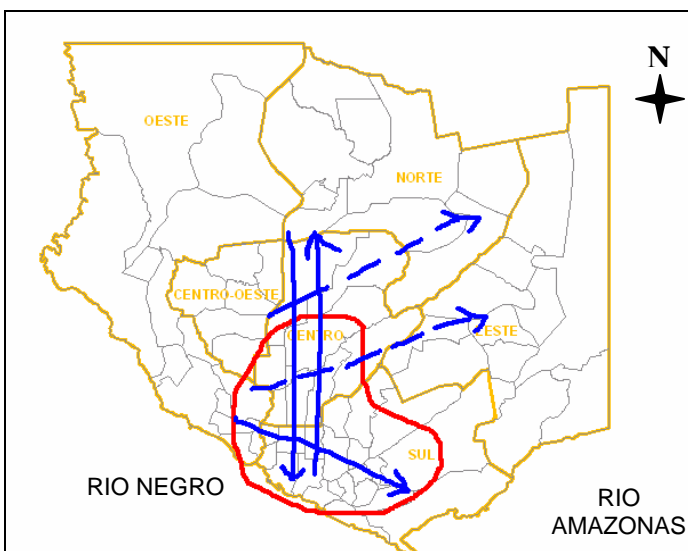 N
OESTE
NORTE
CENTRO-OESTE
CENTRO
LESTE
SUL
RIO NEGRO
RIO
AMAZONAS